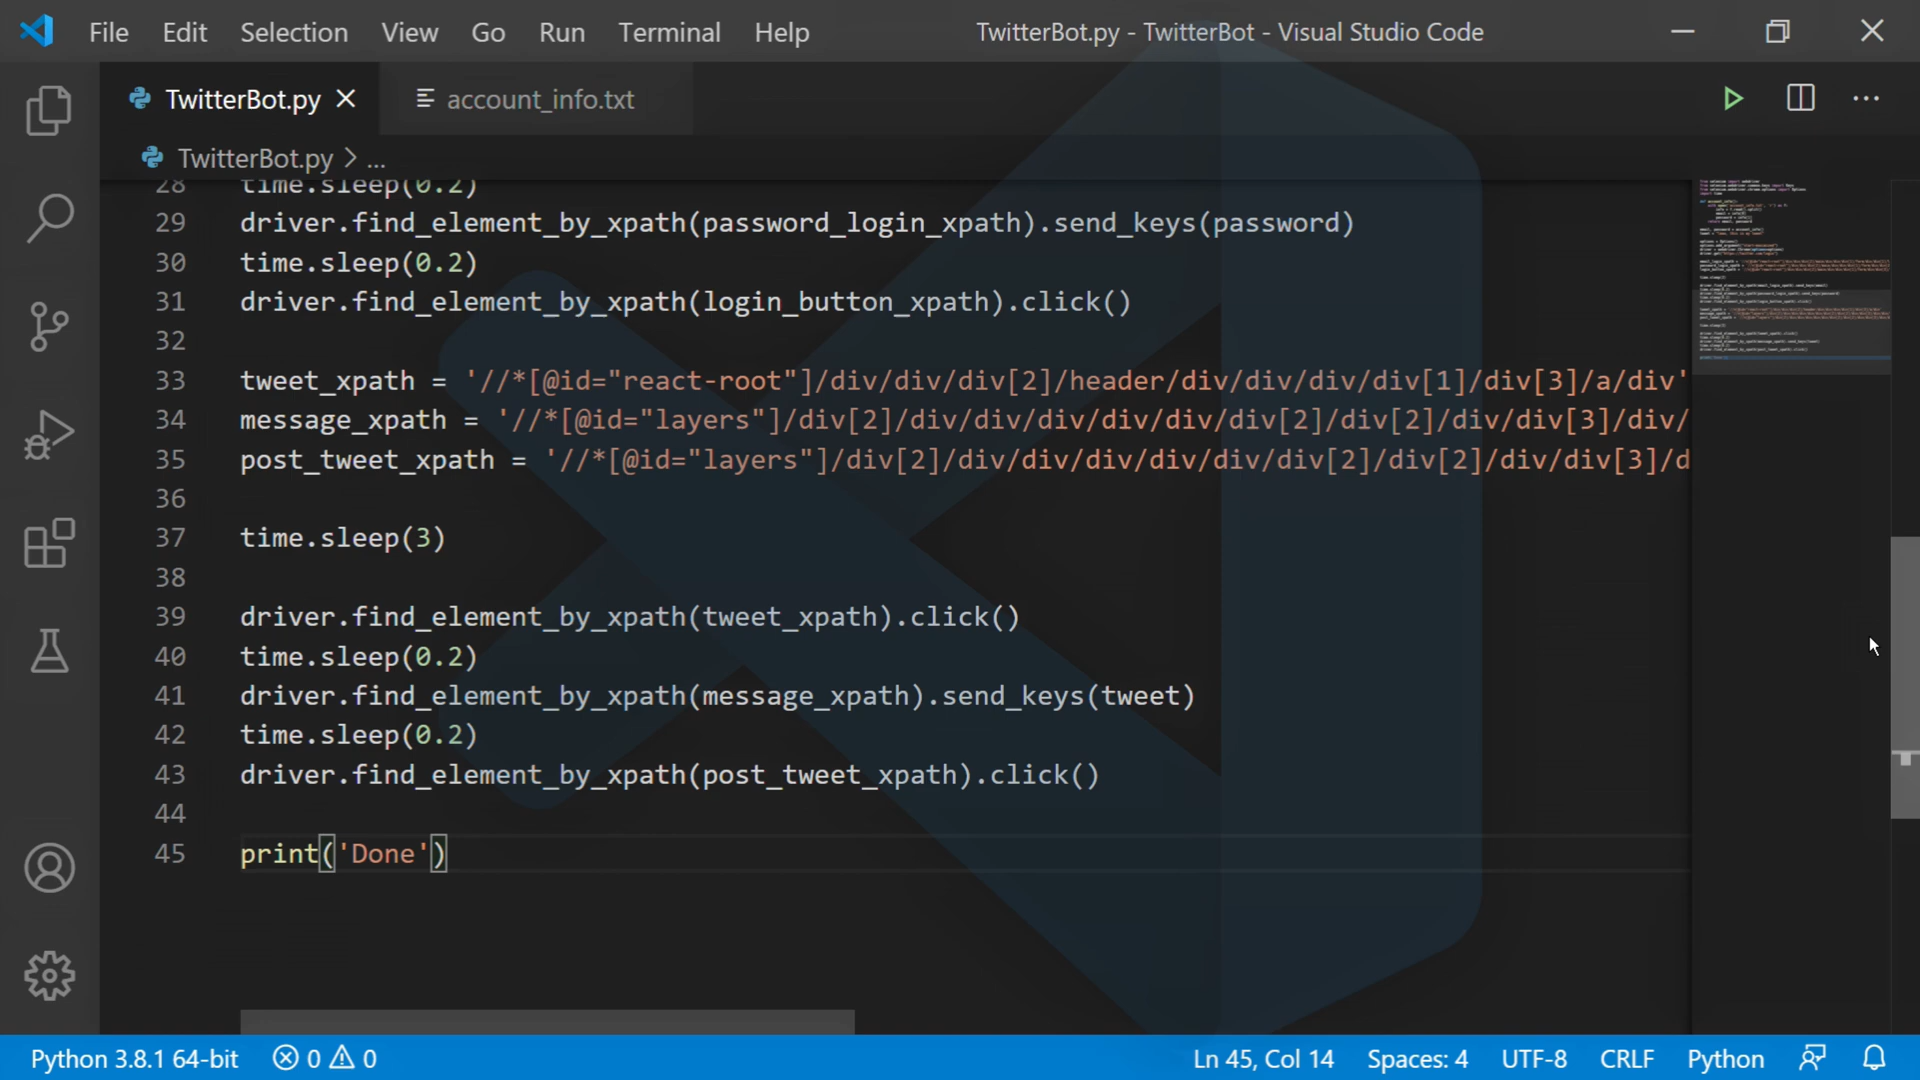 File Edit Selection View Go Run Terminal Help TwitterBot.py - TwitterBot - Visual Studio Code
TwitterBot.py account_info.txt
TwitterBot.py > ...
28 time.sleep(0.2)
29 driver.find_element_by_xpath(password_login_xpath).send_keys(password)
30 time.sleep(0.2)
31 driver.find_element_by_xpath(login_button_xpath).click()
32
33 tweet_xpath = '//*[@id="react-root"]/div/div/div[2]/header/div/div/div/div[1]/div[3]/a/div'
34 message_xpath = '//*[@id="layers"]/div[2]/div/div/div/div/div/div[2]/div[2]/div/div[3]/div/
35 post_tweet_xpath = '//*[@id="layers"]/div[2]/div/div/div/div/div/div[2]/div[2]/div/div[3]/d
36
37 time.sleep(3)
38
39 driver.find_element_by_xpath(tweet_xpath).click()
40 time.sleep(0.2)
41 driver.find_element_by_xpath(message_xpath).send_keys(tweet)
42 time.sleep(0.2)
43 driver.find_element_by_xpath(post_tweet_xpath).click()
44
45 print('Done')
Python 3.8.1 64-bit 0 0 Ln 45, Col 14 Spaces: 4 UTF-8 CRLF Python